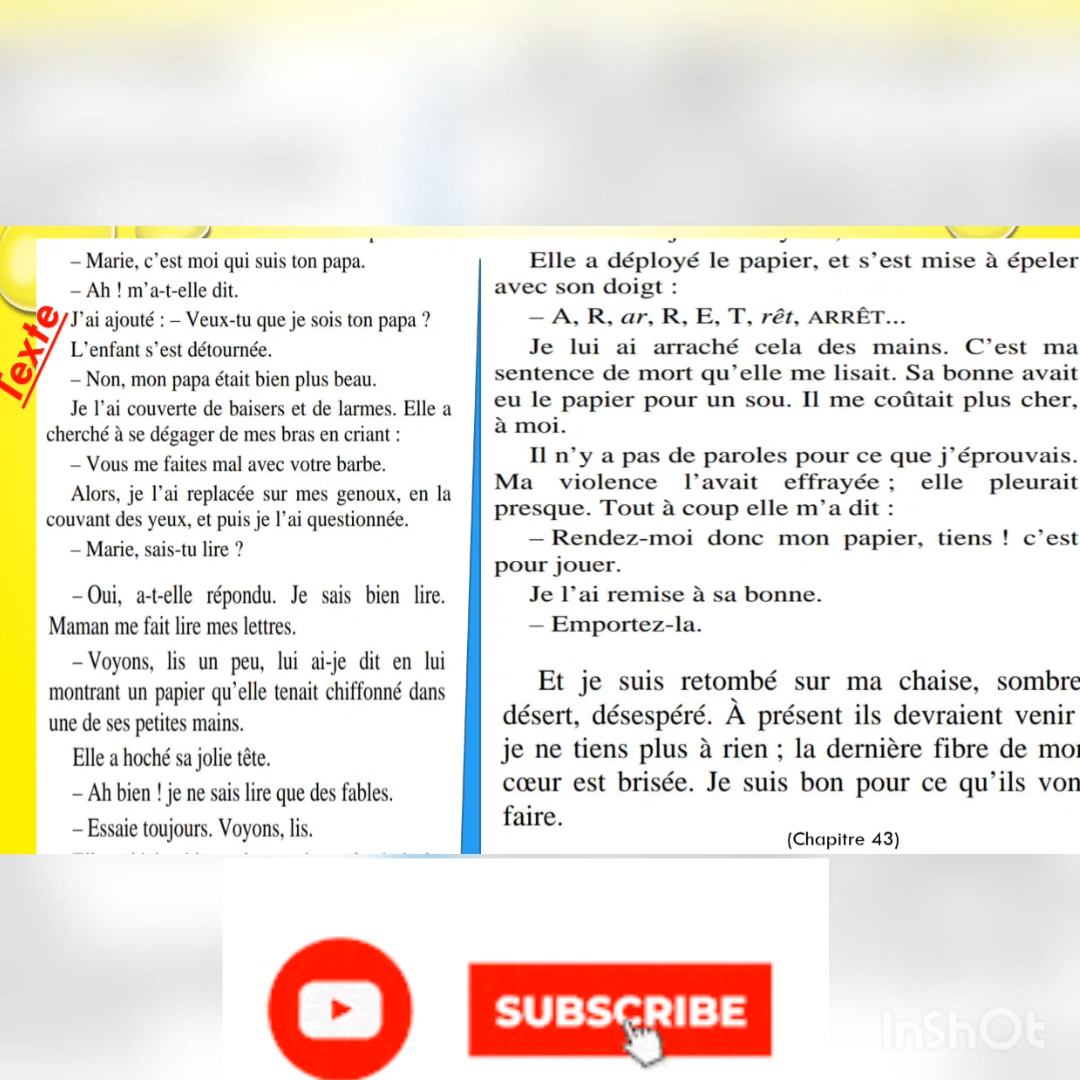 Texte
– Marie, c’est moi qui suis ton papa.
– Ah ! m’a-t-elle dit.
J’ai ajouté : – Veux-tu que je sois ton papa ?
L’enfant s’est détournée.
– Non, mon papa était bien plus beau.
Je l’ai couverte de baisers et de larmes. Elle a
cherché à se dégager de mes bras en criant :
– Vous me faites mal avec votre barbe.
Alors, je l’ai replacée sur mes genoux, en la
couvant des yeux, et puis je l’ai questionnée.
– Marie, sais-tu lire ?
– Oui, a-t-elle répondu. Je sais bien lire.
Maman me fait lire mes lettres.
– Voyons, lis un peu, lui ai-je dit en lui
montrant un papier qu’elle tenait chiffonné dans
une de ses petites mains.
Elle a hoché sa jolie tête.
– Ah bien ! je ne sais lire que des fables.
– Essaie toujours. Voyons, lis.
Elle a déployé le papier, et s’est mise à épeler
avec son doigt :
– A, R, ar, R, E, T, rêt, ARRÊT...
Je lui ai arraché cela des mains. C’est ma
sentence de mort qu’elle me lisait. Sa bonne avait
eu le papier pour un sou. Il me coûtait plus cher,
à moi.
Il n’y a pas de paroles pour ce que j’éprouvais.
Ma violence l’avait effrayée ; elle pleurait
presque. Tout à coup elle m’a dit :
– Rendez-moi donc mon papier, tiens ! c’est
pour jouer.
Je l’ai remise à sa bonne.
– Emportez-la.
Et je suis retombé sur ma chaise, sombre
désert, désespéré. À présent ils devraient venir
je ne tiens plus à rien ; la dernière fibre de mon
cœur est brisée. Je suis bon pour ce qu’ils vont
faire.
(Chapitre 43)
SUBSCRIBE
InShOt